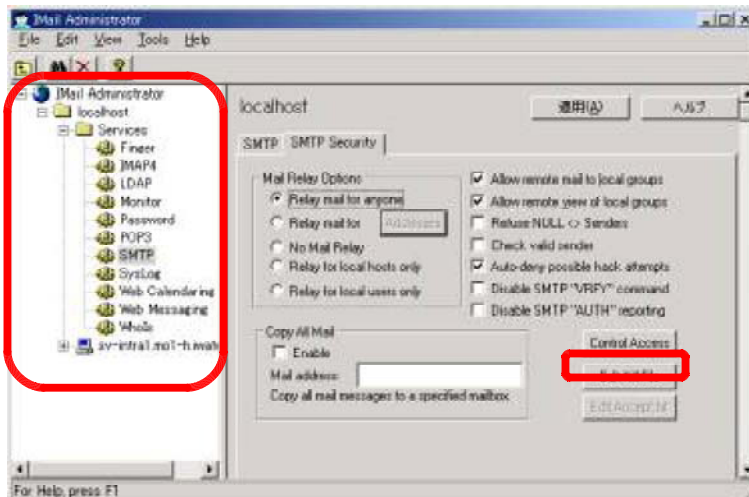 IMail Administrator
File Edit View Tools Help
IMail Administrator
localhost
Services
Finger
IMAP4
LDAP
Monitor
Password
POP3
SMTP
SysLog
Web Calendaring
Web Messaging
Whois
localhost
適用(A)
ヘルプ
SMTP
SMTP Security
Mail Relay Options
Relay mail for anyone
Relay mail for
Addresses
No Mail Relay
Relay for local hosts only
Relay for local users only
Allow remote mail to local groups
Allow remote view of local groups
Refuse NULL <> Senders
Check valid sender
Auto-deny possible hack attempts
Disable SMTP "VRFY" command
Disable SMTP "AUTH" reporting
Copy All Mail
Enable
Mail address:
Copy all mail messages to a specified mailbox
Control Access
Edit Accept.txt
For Help, press F1